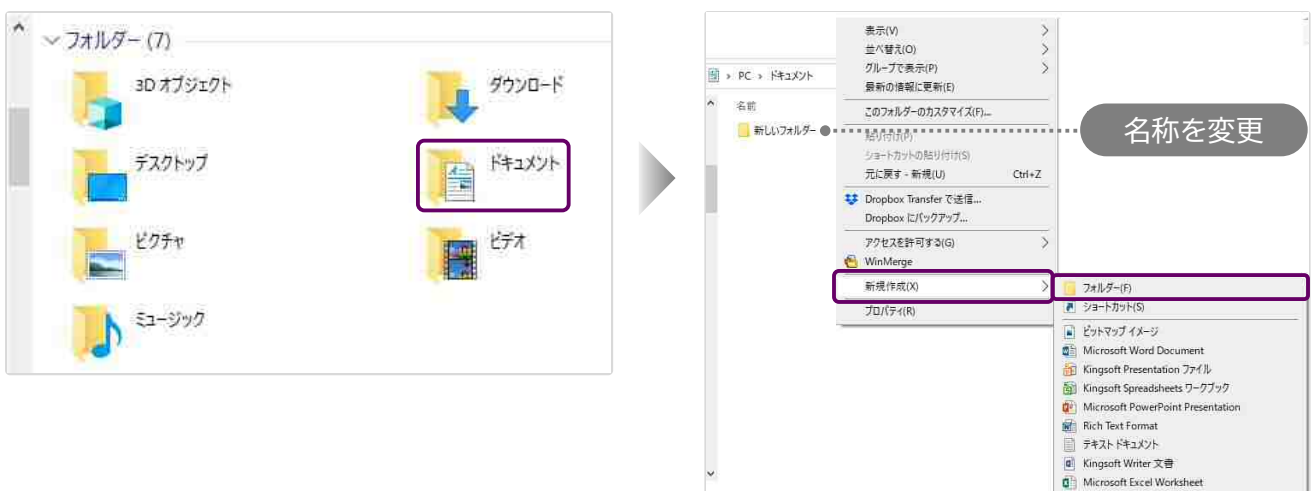 フォルダー (7)
3D オブジェクト
ダウンロード
デスクトップ
ドキュメント
ピクチャ
ビデオ
ミュージック
PC › ドキュメント
名前
新しいフォルダー
名称を変更
表示(V)
並べ替え(O)
グループで表示(P)
最新の情報に更新(E)
このフォルダーのカスタマイズ(F)...
貼り付け(P)
ショートカットの貼り付け(S)
元に戻す - 新規(U) Ctrl+Z
Dropbox Transfer で送信...
Dropbox にバックアップ...
アクセスを許可する(G)
WinMerge
新規作成(X)
プロパティ(R)
フォルダー(F)
ショートカット(S)
ビットマップ イメージ
Microsoft Word Document
Kingsoft Presentation ファイル
Kingsoft Spreadsheets ワークブック
Microsoft PowerPoint Presentation
Rich Text Format
テキスト ドキュメント
Kingsoft Writer 文書
Microsoft Excel Worksheet